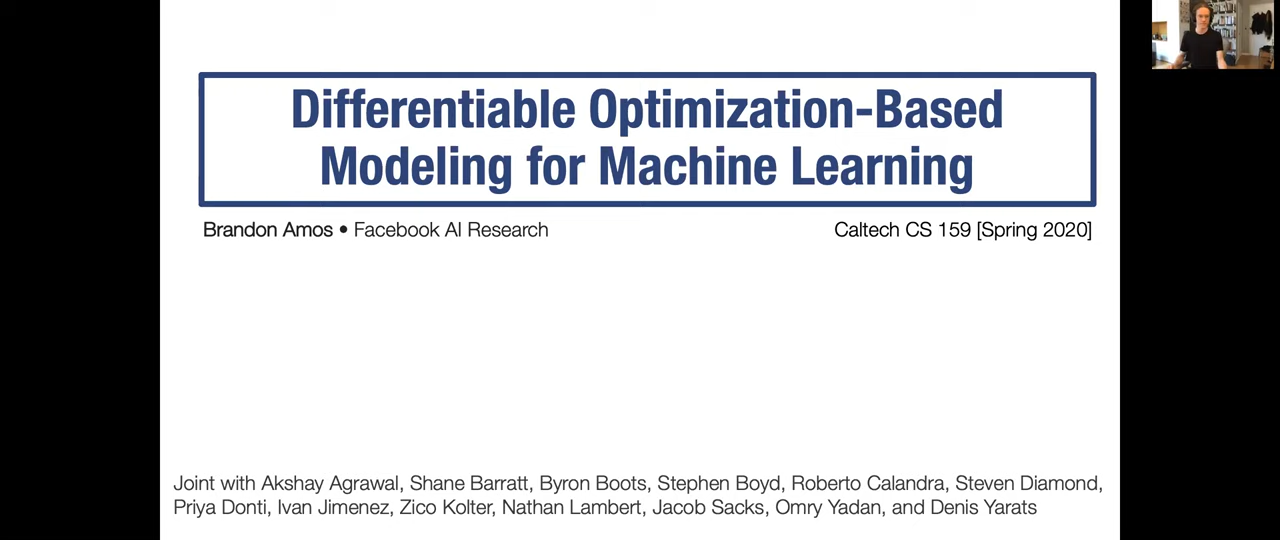 Differentiable Optimization-Based
Modeling for Machine Learning
Brandon Amos • Facebook AI Research
Caltech CS 159 [Spring 2020]
Joint with Akshay Agrawal, Shane Barratt, Byron Boots, Stephen Boyd, Roberto Calandra, Steven Diamond,
Priya Donti, Ivan Jimenez, Zico Kolter, Nathan Lambert, Jacob Sacks, Omry Yadan, and Denis Yarats